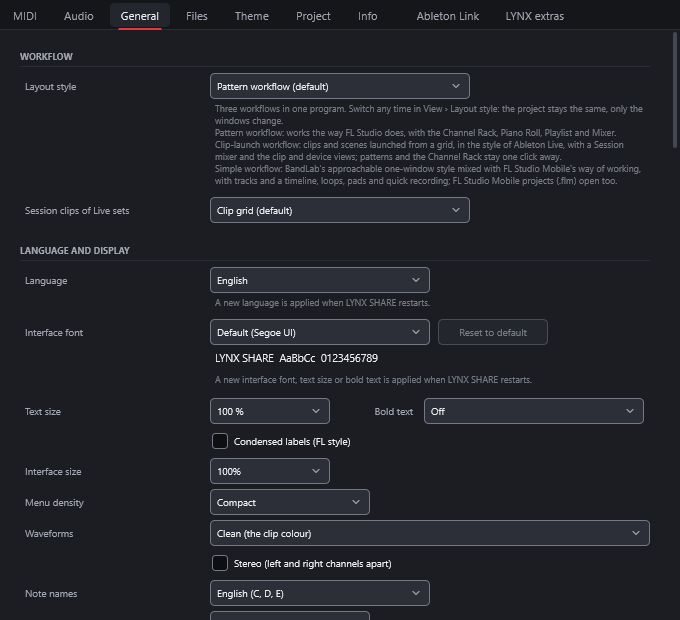 MIDI Audio General Files Theme Project Info Ableton Link LYNX extras
WORKFLOW
Layout style Pattern workflow (default)
Three workflows in one program. Switch any time in View › Layout style: the project stays the same, only the
windows change.
Pattern workflow: works the way FL Studio does, with the Channel Rack, Piano Roll, Playlist and Mixer.
Clip-launch workflow: clips and scenes launched from a grid, in the style of Ableton Live, with a Session
mixer and the clip and device views; patterns and the Channel Rack stay one click away.
Simple workflow: BandLab's approachable one-window style mixed with FL Studio Mobile's way of working,
with tracks and a timeline, loops, pads and quick recording; FL Studio Mobile projects (.flm) open too.
Session clips of Live sets Clip grid (default)
LANGUAGE AND DISPLAY
Language English
A new language is applied when LYNX SHARE restarts.
Interface font Default (Segoe UI) Reset to default
LYNX SHARE AaBbCc 0123456789
A new interface font, text size or bold text is applied when LYNX SHARE restarts.
Text size 100 % Bold text Off
Condensed labels (FL style)
Interface size 100%
Menu density Compact
Waveforms Clean (the clip colour)
Stereo (left and right channels apart)
Note names English (C, D, E)